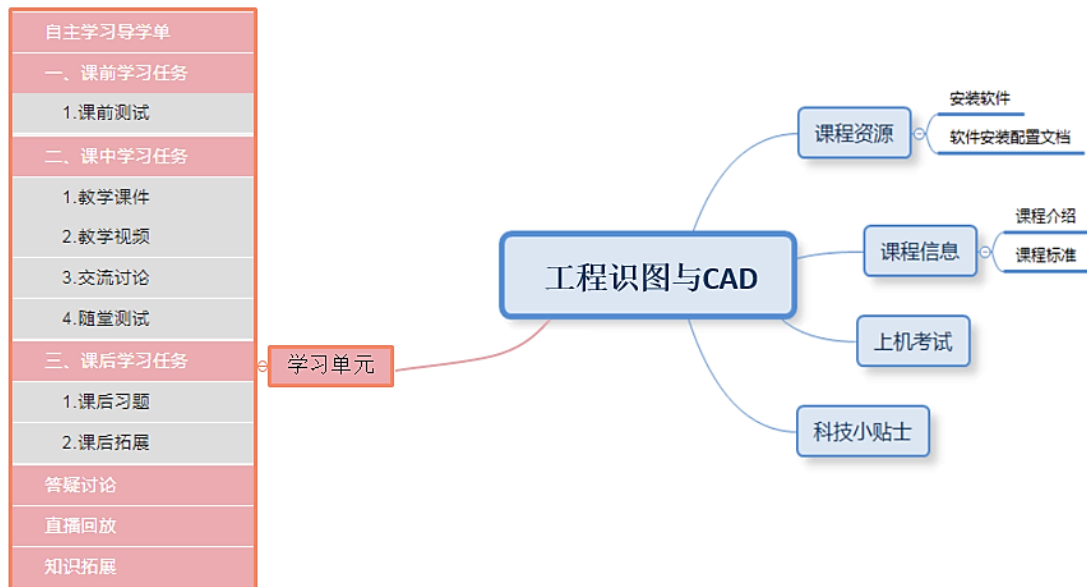 自主学习导学单
一、课前学习任务
1.课前测试
二、课中学习任务
1.教学课件
2.教学视频
3.交流讨论
4.随堂测试
三、课后学习任务
1.课后习题
2.课后拓展
答疑讨论
直播回放
知识拓展
学习单元
工程识图与CAD
课程资源
安装软件
软件安装配置文档
课程信息
课程介绍
课程标准
上机考试
科技小贴士